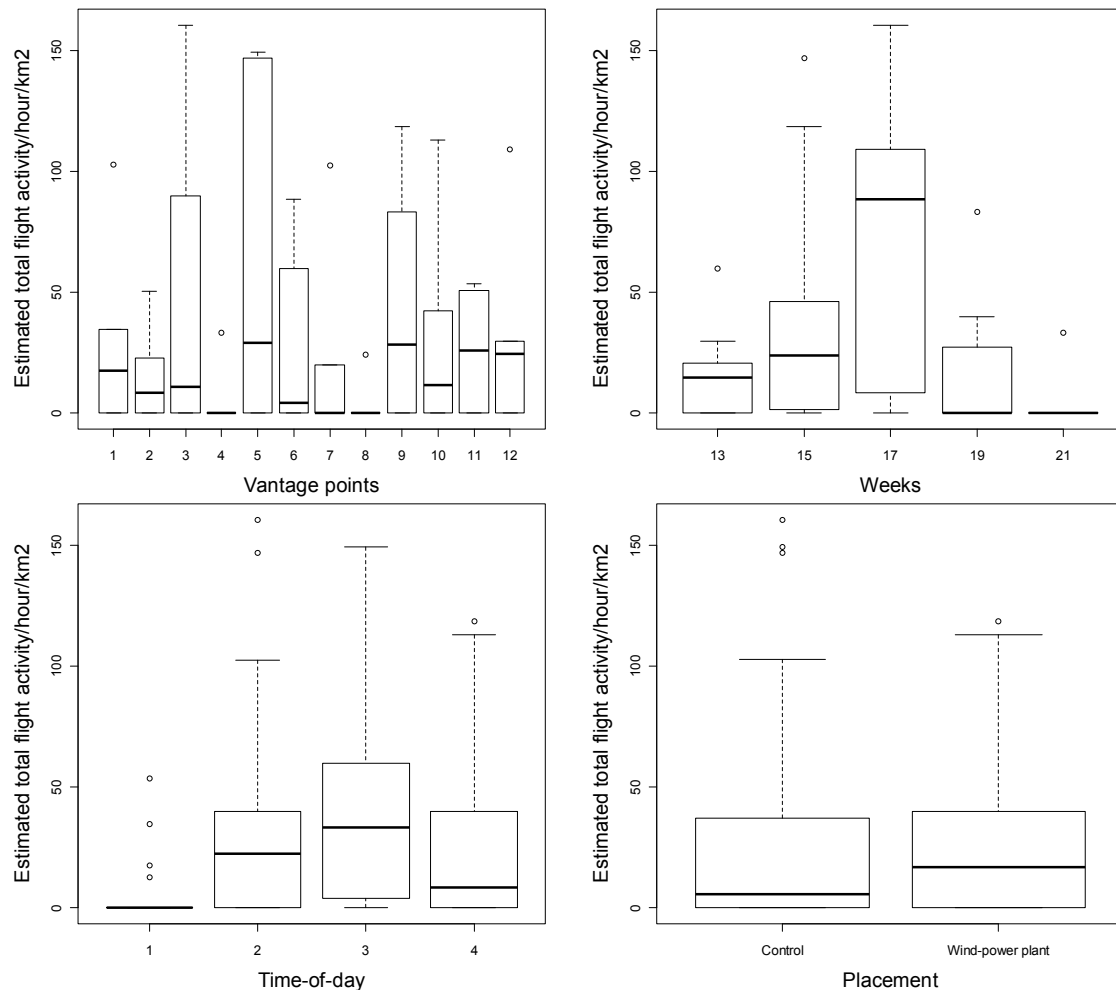 Estimated total flight activity/hour/km2
0 50 100 150
1 2 3 4 5 6 7 8 9 10 11 12
Vantage points
Estimated total flight activity/hour/km2
0 50 100 150
13 15 17 19 21
Weeks
Estimated total flight activity/hour/km2
0 50 100 150
1 2 3 4
Time-of-day
Estimated total flight activity/hour/km2
0 50 100 150
Control Wind-power plant
Placement